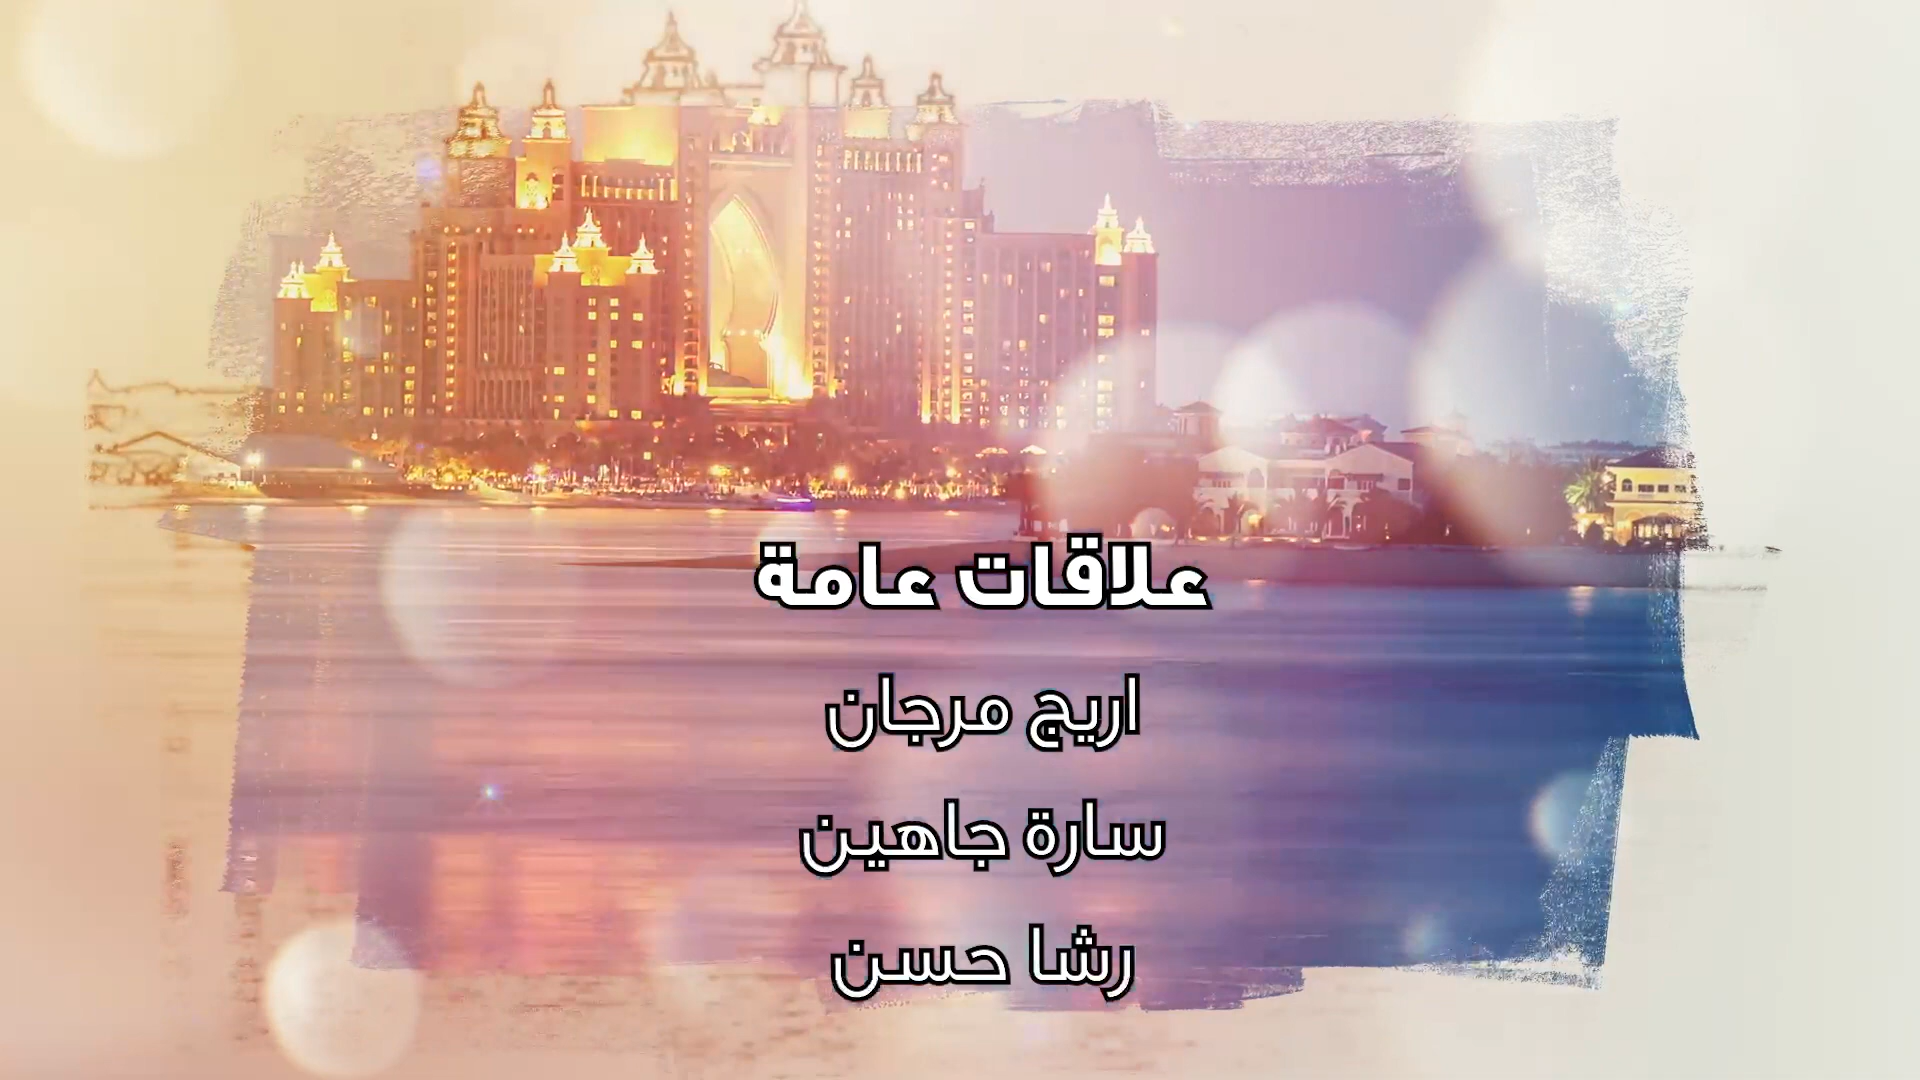 علاقات عامة
اريج مرجان
سارة جاهين
رشا حسن